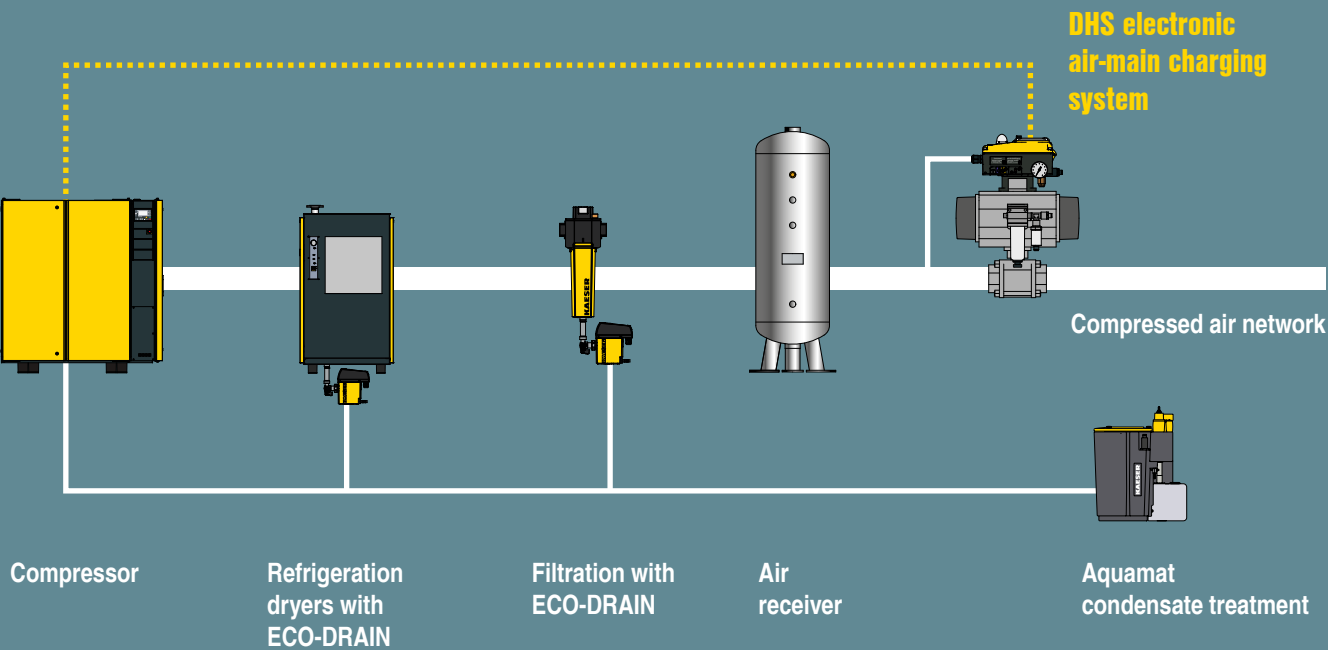 DHS electronic
air-main charging
system
KAESER
Compressed air network
KAESER
Compressor
Refrigeration
dryers with
ECO-DRAIN
Filtration with
ECO-DRAIN
Air
receiver
Aquamat
condensate treatment